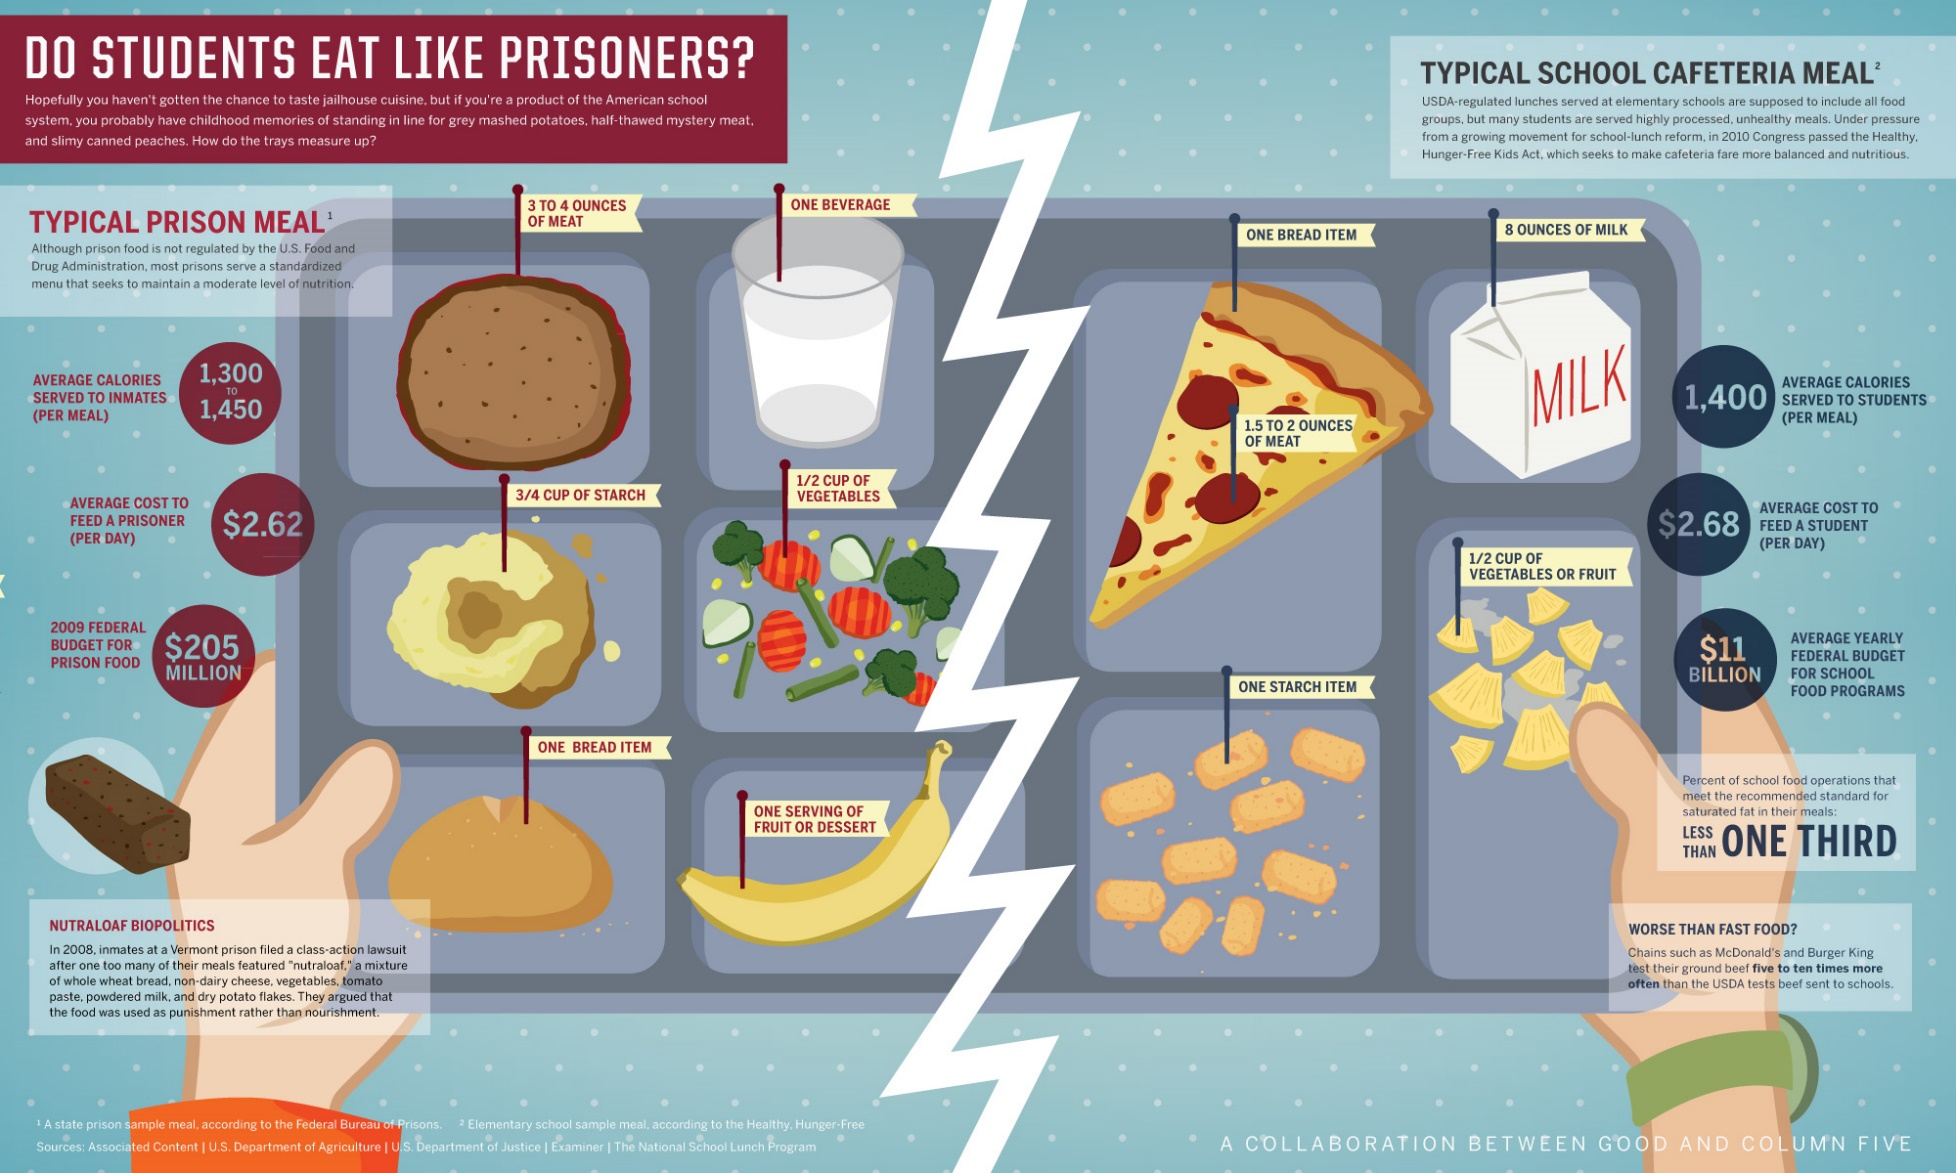 DO STUDENTS EAT LIKE PRISONERS?
Hopefully you haven't gotten the chance to taste jailhouse cuisine, but if you're a product of the American school
system, you probably have childhood memories of standing in line for grey mashed potatoes, half-thawed mystery meat,
and slimy canned peaches. How do the trays measure up?
TYPICAL PRISON MEAL¹
Although prison food is not regulated by the U.S. Food and
Drug Administration, most prisons serve a standardized
menu that seeks to maintain a moderate level of nutrition.
3 TO 4 OUNCES
OF MEAT
ONE BEVERAGE
AVERAGE CALORIES
SERVED TO INMATES
(PER MEAL)
1,300
TO
1,450
3/4 CUP OF STARCH
1/2 CUP OF
VEGETABLES
AVERAGE COST TO
FEED A PRISONER
(PER DAY)
$2.62
2009 FEDERAL
BUDGET FOR
PRISON FOOD
$205
MILLION
ONE BREAD ITEM
ONE SERVING OF
FRUIT OR DESSERT
NUTRALOAF BIOPOLITICS
In 2008, inmates at a Vermont prison filed a class-action lawsuit
after one too many of their meals featured "nutraloaf," a mixture
of whole wheat bread, non-dairy cheese, vegetables, tomato
paste, powdered milk, and dry potato flakes. They argued that
the food was used as punishment rather than nourishment.
TYPICAL SCHOOL CAFETERIA MEAL²
USDA-regulated lunches served at elementary schools are supposed to include all food
groups, but many students are served highly processed, unhealthy meals. Under pressure
from a growing movement for school-lunch reform, in 2010 Congress passed the Healthy,
Hunger-Free Kids Act, which seeks to make cafeteria fare more balanced and nutritious.
ONE BREAD ITEM
8 OUNCES OF MILK
MILK
1.5 TO 2 OUNCES
OF MEAT
1,400
AVERAGE CALORIES
SERVED TO STUDENTS
(PER MEAL)
$2.68
AVERAGE COST TO
FEED A STUDENT
(PER DAY)
1/2 CUP OF
VEGETABLES OR FRUIT
$11
BILLION
AVERAGE YEARLY
FEDERAL BUDGET
FOR SCHOOL
FOOD PROGRAMS
ONE STARCH ITEM
Percent of school food operations that
meet the recommended standard for
saturated fat in their meals:
LESS THAN ONE THIRD
WORSE THAN FAST FOOD?
Chains such as McDonald's and Burger King
test their ground beef five to ten times more
often than the USDA tests beef sent to schools.
¹ A state prison sample meal, according to the Federal Bureau of Prisons. ² Elementary school sample meal, according to the Healthy, Hunger-Free
Sources: Associated Content | U.S. Department of Agriculture | U.S. Department of Justice | Examiner | The National School Lunch Program
A COLLABORATION BETWEEN GOOD AND COLUMN FIVE